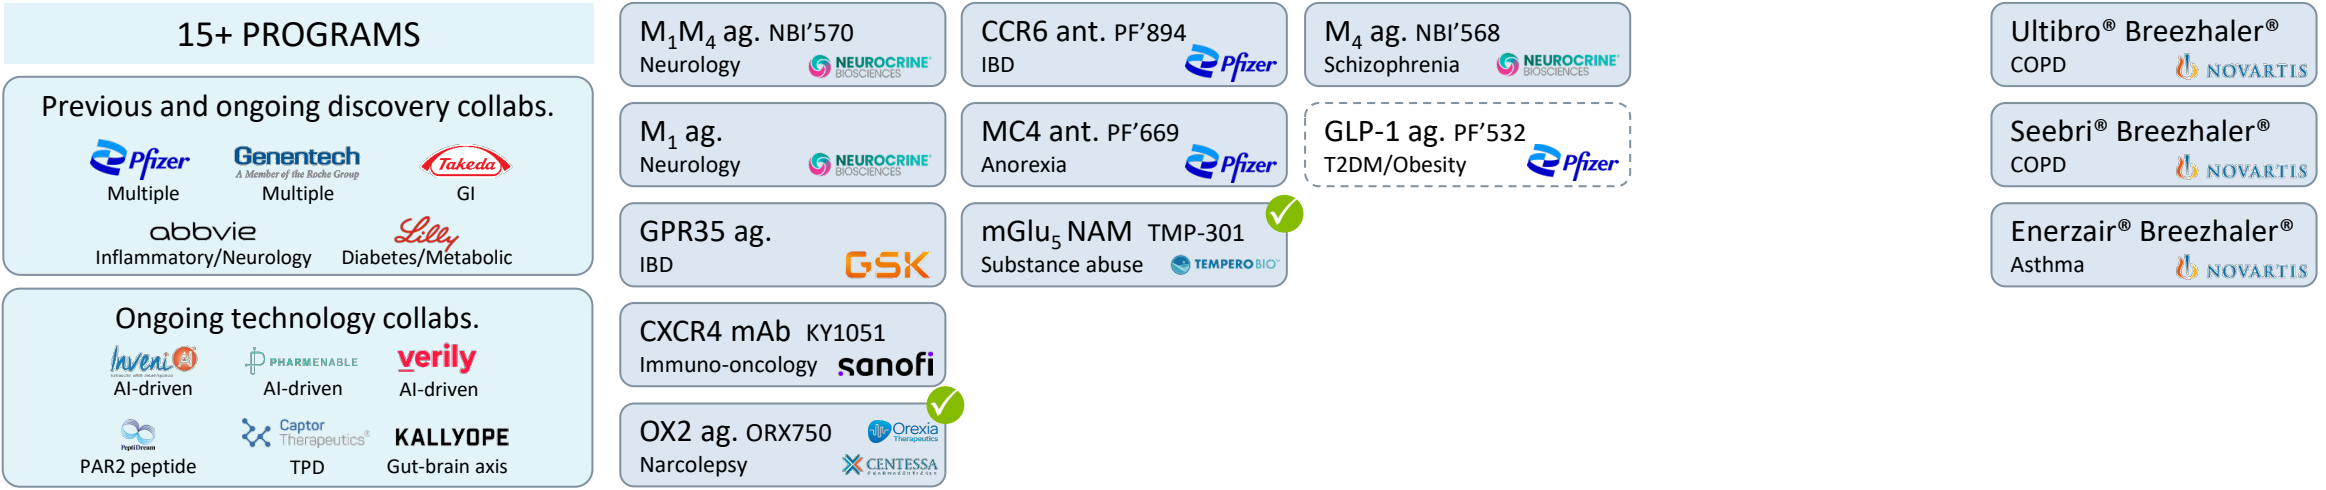 15+ PROGRAMS
Previous and ongoing discovery collabs.
Pfizer
Multiple
Genentech
A Member of the Roche Group
Multiple
Takeda
GI
abbvie
Inflammatory/Neurology
Lilly
Diabetes/Metabolic
Ongoing technology collabs.
Inveni AI
AI-driven
PHARMENABLE
AI-driven
verily
AI-driven
PeptiDream
PAR2 peptide
Captor
Therapeutics®
TPD
KALLYOPE
Gut-brain axis
M₁M₄ ag. NBI’570
Neurology
NEUROCRINE®
BIOSCIENCES
M₁ ag.
Neurology
NEUROCRINE®
BIOSCIENCES
GPR35 ag.
IBD
GSK
CXCR4 mAb KY1051
Immuno-oncology
sanofi
OX2 ag. ORX750
Narcolepsy
Orexia
Therapeutics
CENTESSA
PHARMACEUTICALS
CCR6 ant. PF’894
IBD
Pfizer
MC4 ant. PF’669
Anorexia
Pfizer
mGlu₅ NAM TMP-301
Substance abuse
TEMPERO BIO™
M₄ ag. NBI’568
Schizophrenia
NEUROCRINE®
BIOSCIENCES
GLP-1 ag. PF’532
T2DM/Obesity
Pfizer
Ultibro® Breezhaler®
COPD
NOVARTIS
Seebri® Breezhaler®
COPD
NOVARTIS
Enerzair® Breezhaler®
Asthma
NOVARTIS